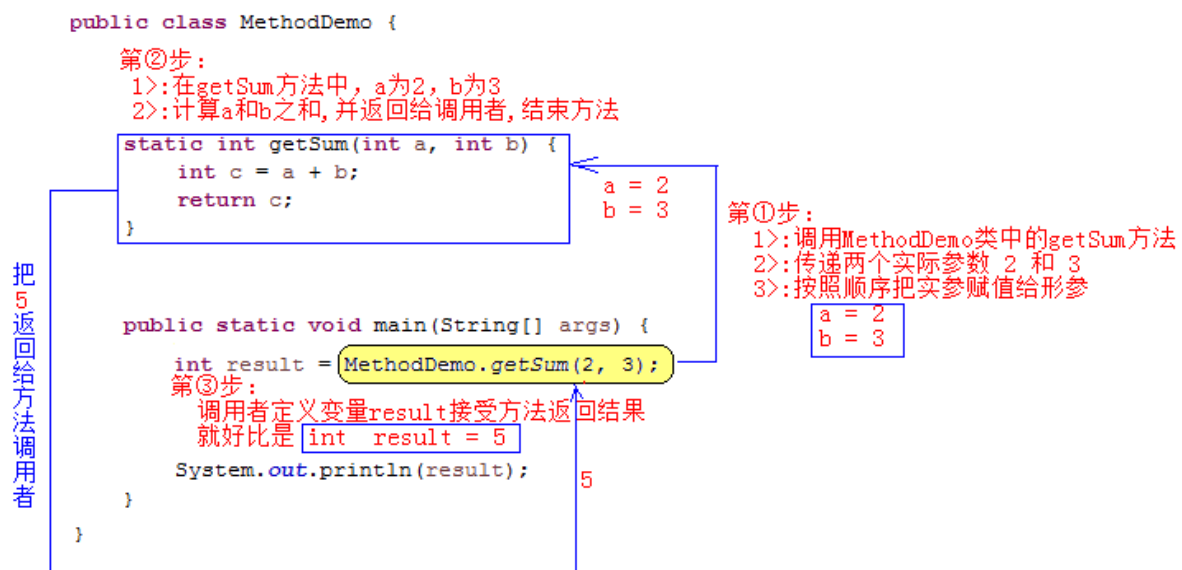 public class MethodDemo {
第②步:
1>:在getSum方法中, a为2, b为3
2>:计算a和b之和,并返回给调用者,结束方法
static int getSum(int a, int b) {
int c = a + b;
return c;
}
a = 2
b = 3
第①步:
1>:调用MethodDemo类中的getSum方法
2>:传递两个实际参数 2 和 3
3>:按照顺序把实参赋值给形参
a = 2
b = 3
把5返回给方法调用者
public static void main(String[] args) {
int result = MethodDemo.getSum(2, 3);
第③步:
调用者定义变量result接受方法返回结果
就好比是 int result = 5
System.out.println(result);
5
}
}